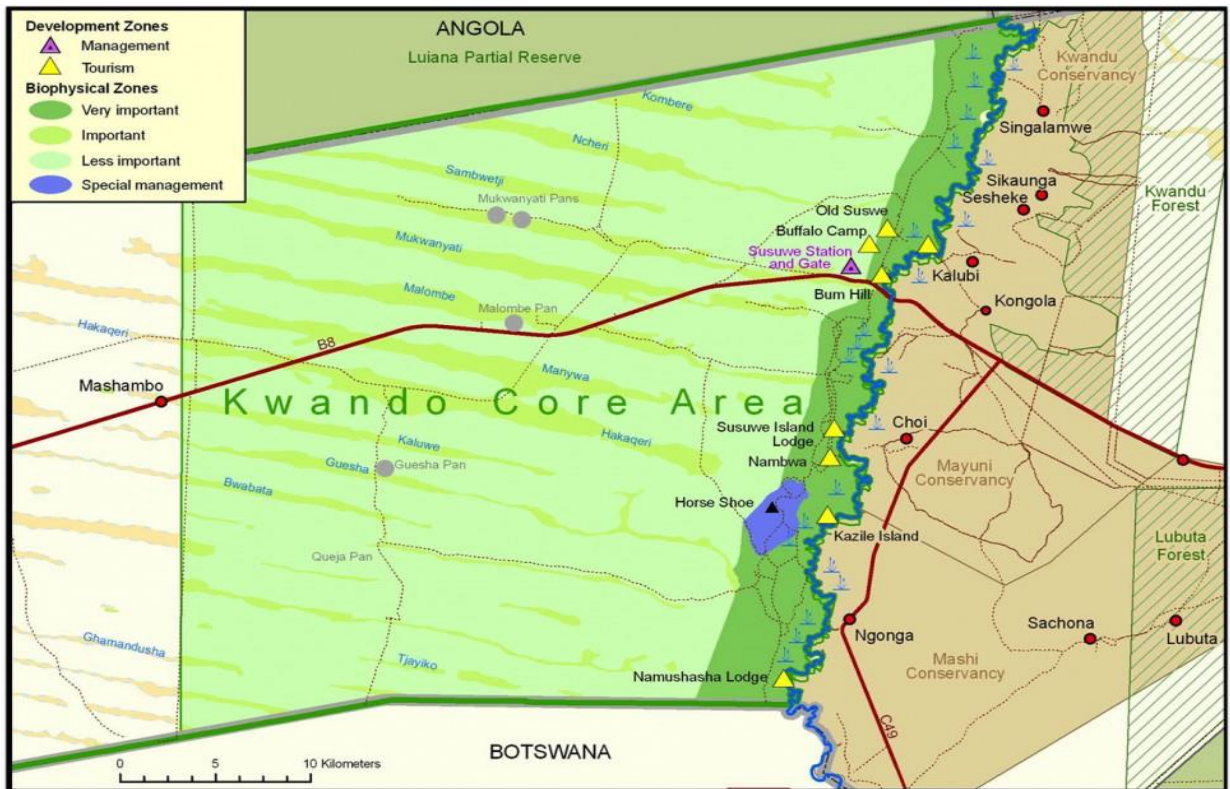 Development Zones
Management
Tourism
Biophysical Zones
Very important
Important
Less important
Special management
ANGOLA
Luiana Partial Reserve
Kwandu
Conservancy
Singalamwe
Kombere
Ncheri
Sambwetji
Mukwanyati Pans
Sikaunga
Sesheke
Kwandu
Forest
Old Suswe
Buffalo Camp
Susuwe Station
and Gate
Mukwanyati
Kalubi
Malombe
Bum Hill
Kongola
Malombe Pan
Hakaqeri
B8
Manywa
Mashambo
Kwando Core Area
Susuwe Island
Lodge
Choi
Hakaqeri
Kaluwe
Guesha
Guesha Pan
Nambwa
Mayuni
Conservancy
Bwabata
Horse Shoe
Kazile Island
Lubuta
Forest
Queja Pan
Ngonga
Sachona
Lubuta
Ghamandusha
Tjayiko
Namushasha Lodge
Mashi
Conservancy
C49
BOTSWANA
0 5 10 Kilometers